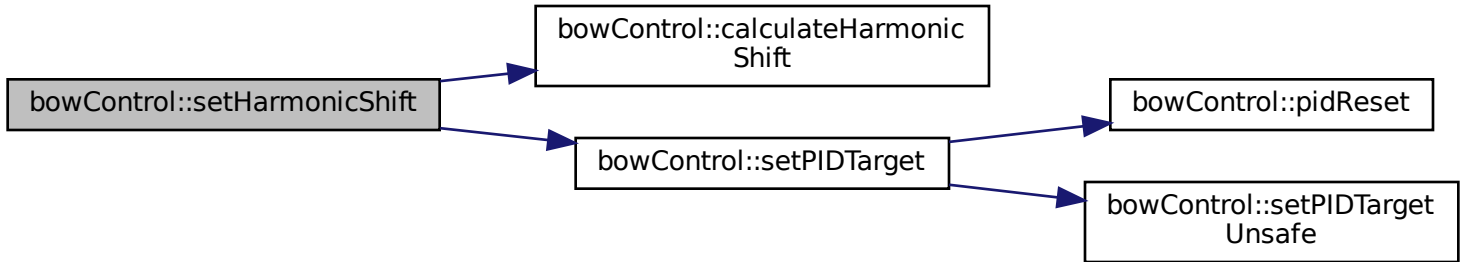 bowControl::setHarmonicShift
bowControl::calculateHarmonic
Shift
bowControl::setPIDTarget
bowControl::pidReset
bowControl::setPIDTarget
Unsafe